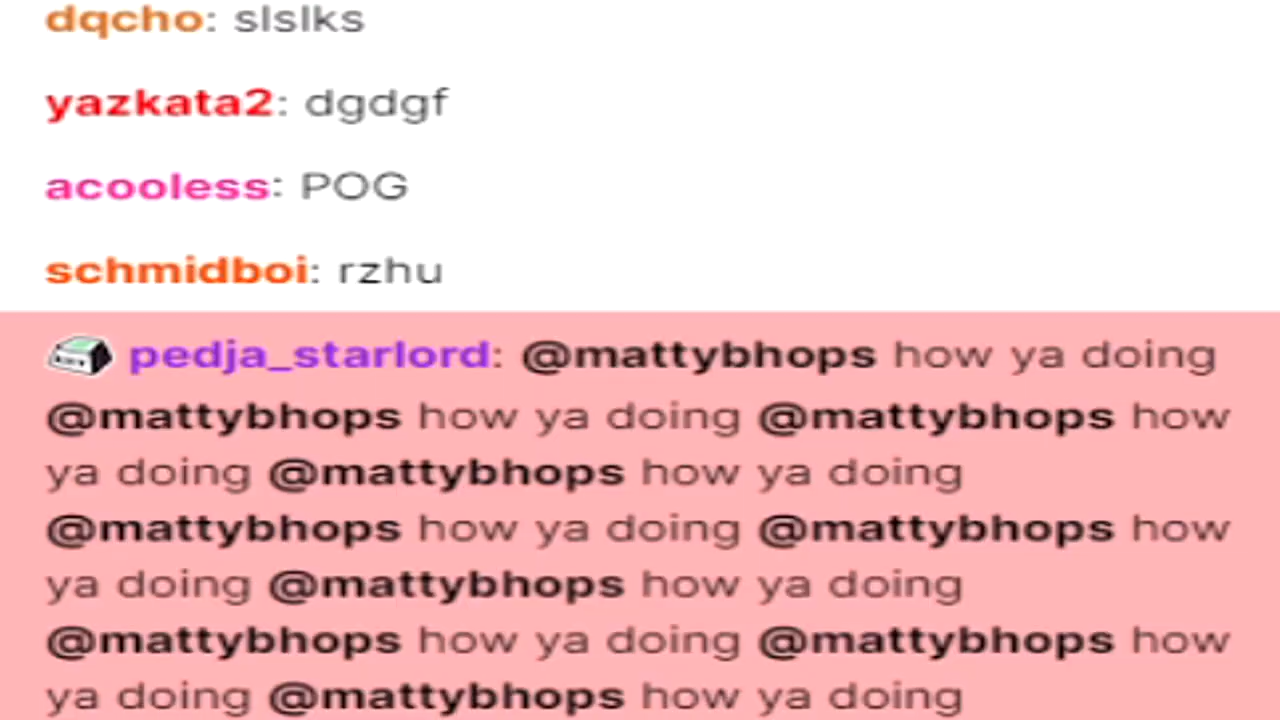 dqcho: slslks
yazkata2: dgdgf
acooless: POG
schmidboi: rzhu
pedja_starlord: @mattybhops how ya doing
@mattybhops how ya doing @mattybhops how
ya doing @mattybhops how ya doing
@mattybhops how ya doing @mattybhops how
ya doing @mattybhops how ya doing
@mattybhops how ya doing @mattybhops how
ya doing @mattybhops how ya doing